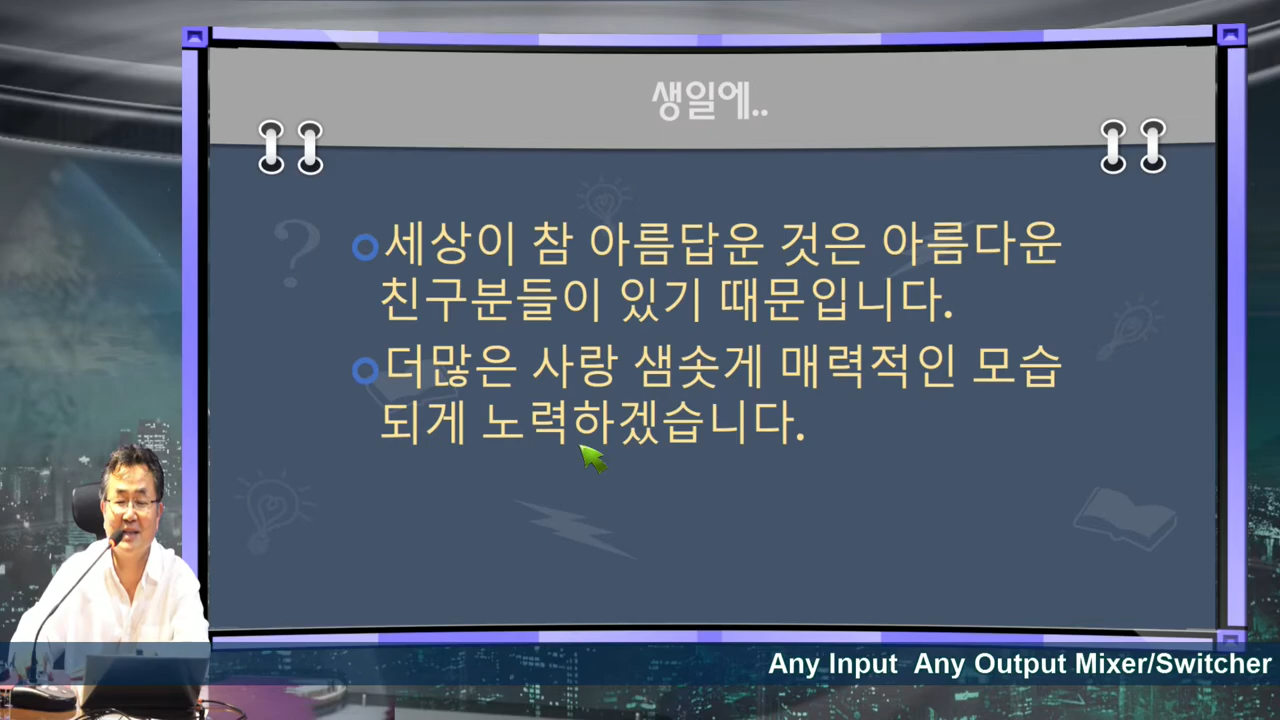 생일에..
세상이 참 아름답운 것은 아름다운
친구분들이 있기 때문입니다.
더많은 사랑 샘솟게 매력적인 모습
되게 노력하겠습니다.
Any Input Any Output Mixer/Switcher